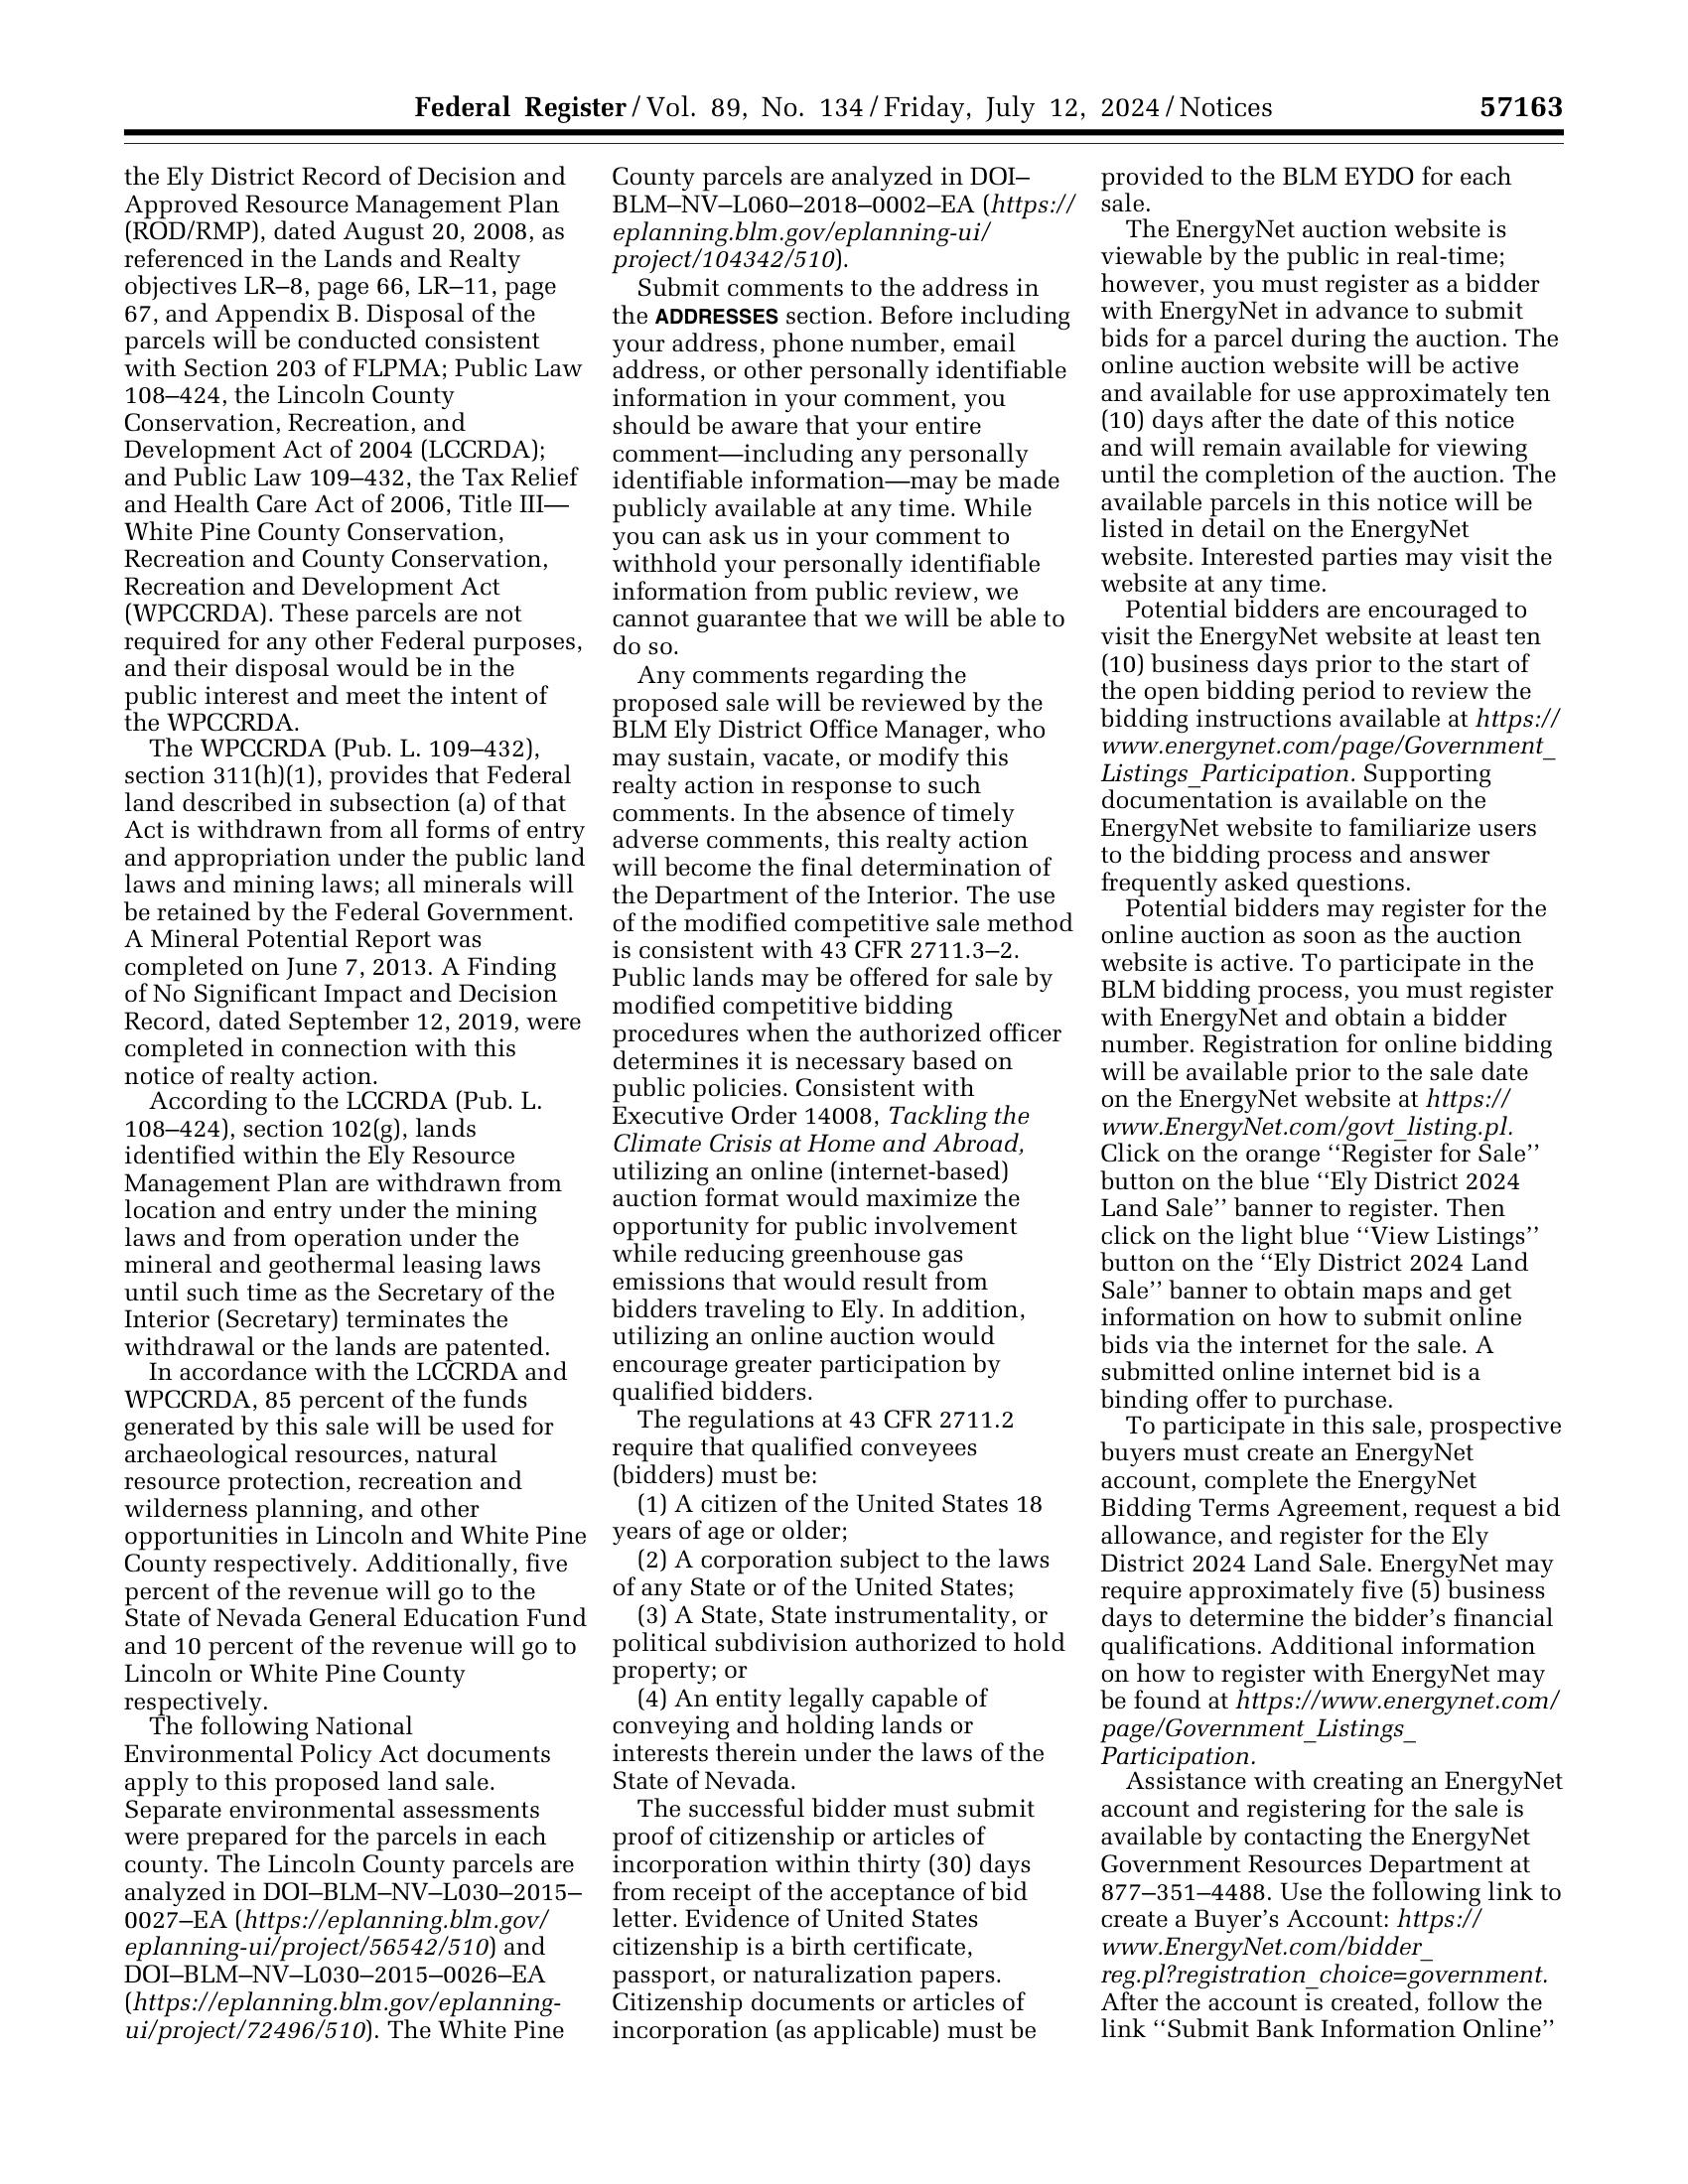 Federal Register / Vol. 89, No. 134 / Friday, July 12, 2024 / Notices 57163
the Ely District Record of Decision and
Approved Resource Management Plan
(ROD/RMP), dated August 20, 2008, as
referenced in the Lands and Realty
objectives LR–8, page 66, LR–11, page
67, and Appendix B. Disposal of the
parcels will be conducted consistent
with Section 203 of FLPMA; Public Law
108–424, the Lincoln County
Conservation, Recreation, and
Development Act of 2004 (LCCRDA);
and Public Law 109–432, the Tax Relief
and Health Care Act of 2006, Title III—
White Pine County Conservation,
Recreation and County Conservation,
Recreation and Development Act
(WPCCRDA). These parcels are not
required for any other Federal purposes,
and their disposal would be in the
public interest and meet the intent of
the WPCCRDA.
The WPCCRDA (Pub. L. 109–432),
section 311(h)(1), provides that Federal
land described in subsection (a) of that
Act is withdrawn from all forms of entry
and appropriation under the public land
laws and mining laws; all minerals will
be retained by the Federal Government.
A Mineral Potential Report was
completed on June 7, 2013. A Finding
of No Significant Impact and Decision
Record, dated September 12, 2019, were
completed in connection with this
notice of realty action.
According to the LCCRDA (Pub. L.
108–424), section 102(g), lands
identified within the Ely Resource
Management Plan are withdrawn from
location and entry under the mining
laws and from operation under the
mineral and geothermal leasing laws
until such time as the Secretary of the
Interior (Secretary) terminates the
withdrawal or the lands are patented.
In accordance with the LCCRDA and
WPCCRDA, 85 percent of the funds
generated by this sale will be used for
archaeological resources, natural
resource protection, recreation and
wilderness planning, and other
opportunities in Lincoln and White Pine
County respectively. Additionally, five
percent of the revenue will go to the
State of Nevada General Education Fund
and 10 percent of the revenue will go to
Lincoln or White Pine County
respectively.
The following National
Environmental Policy Act documents
apply to this proposed land sale.
Separate environmental assessments
were prepared for the parcels in each
county. The Lincoln County parcels are
analyzed in DOI–BLM–NV–L030–2015–
0027–EA (https://eplanning.blm.gov/
eplanning-ui/project/56542/510) and
DOI–BLM–NV–L030–2015–0026–EA
(https://eplanning.blm.gov/eplanning-
ui/project/72496/510). The White Pine
County parcels are analyzed in DOI–
BLM–NV–L060–2018–0002–EA (https://
eplanning.blm.gov/eplanning-ui/
project/104342/510).
Submit comments to the address in
the ADDRESSES section. Before including
your address, phone number, email
address, or other personally identifiable
information in your comment, you
should be aware that your entire
comment—including any personally
identifiable information—may be made
publicly available at any time. While
you can ask us in your comment to
withhold your personally identifiable
information from public review, we
cannot guarantee that we will be able to
do so.
Any comments regarding the
proposed sale will be reviewed by the
BLM Ely District Office Manager, who
may sustain, vacate, or modify this
realty action in response to such
comments. In the absence of timely
adverse comments, this realty action
will become the final determination of
the Department of the Interior. The use
of the modified competitive sale method
is consistent with 43 CFR 2711.3–2.
Public lands may be offered for sale by
modified competitive bidding
procedures when the authorized officer
determines it is necessary based on
public policies. Consistent with
Executive Order 14008, Tackling the
Climate Crisis at Home and Abroad,
utilizing an online (internet-based)
auction format would maximize the
opportunity for public involvement
while reducing greenhouse gas
emissions that would result from
bidders traveling to Ely. In addition,
utilizing an online auction would
encourage greater participation by
qualified bidders.
The regulations at 43 CFR 2711.2
require that qualified conveyees
(bidders) must be:
(1) A citizen of the United States 18
years of age or older;
(2) A corporation subject to the laws
of any State or of the United States;
(3) A State, State instrumentality, or
political subdivision authorized to hold
property; or
(4) An entity legally capable of
conveying and holding lands or
interests therein under the laws of the
State of Nevada.
The successful bidder must submit
proof of citizenship or articles of
incorporation within thirty (30) days
from receipt of the acceptance of bid
letter. Evidence of United States
citizenship is a birth certificate,
passport, or naturalization papers.
Citizenship documents or articles of
incorporation (as applicable) must be
provided to the BLM EYDO for each
sale.
The EnergyNet auction website is
viewable by the public in real-time;
however, you must register as a bidder
with EnergyNet in advance to submit
bids for a parcel during the auction. The
online auction website will be active
and available for use approximately ten
(10) days after the date of this notice
and will remain available for viewing
until the completion of the auction. The
available parcels in this notice will be
listed in detail on the EnergyNet
website. Interested parties may visit the
website at any time.
Potential bidders are encouraged to
visit the EnergyNet website at least ten
(10) business days prior to the start of
the open bidding period to review the
bidding instructions available at https://
www.energynet.com/page/Government_
Listings_Participation. Supporting
documentation is available on the
EnergyNet website to familiarize users
to the bidding process and answer
frequently asked questions.
Potential bidders may register for the
online auction as soon as the auction
website is active. To participate in the
BLM bidding process, you must register
with EnergyNet and obtain a bidder
number. Registration for online bidding
will be available prior to the sale date
on the EnergyNet website at https://
www.EnergyNet.com/govt_listing.pl.
Click on the orange ‘‘Register for Sale’’
button on the blue ‘‘Ely District 2024
Land Sale’’ banner to register. Then
click on the light blue ‘‘View Listings’’
button on the ‘‘Ely District 2024 Land
Sale’’ banner to obtain maps and get
information on how to submit online
bids via the internet for the sale. A
submitted online internet bid is a
binding offer to purchase.
To participate in this sale, prospective
buyers must create an EnergyNet
account, complete the EnergyNet
Bidding Terms Agreement, request a bid
allowance, and register for the Ely
District 2024 Land Sale. EnergyNet may
require approximately five (5) business
days to determine the bidder’s financial
qualifications. Additional information
on how to register with EnergyNet may
be found at https://www.energynet.com/
page/Government_Listings_
Participation.
Assistance with creating an EnergyNet
account and registering for the sale is
available by contacting the EnergyNet
Government Resources Department at
877–351–4488. Use the following link to
create a Buyer’s Account: https://
www.EnergyNet.com/bidder_
reg.pl?registration_choice=government.
After the account is created, follow the
link ‘‘Submit Bank Information Online’’